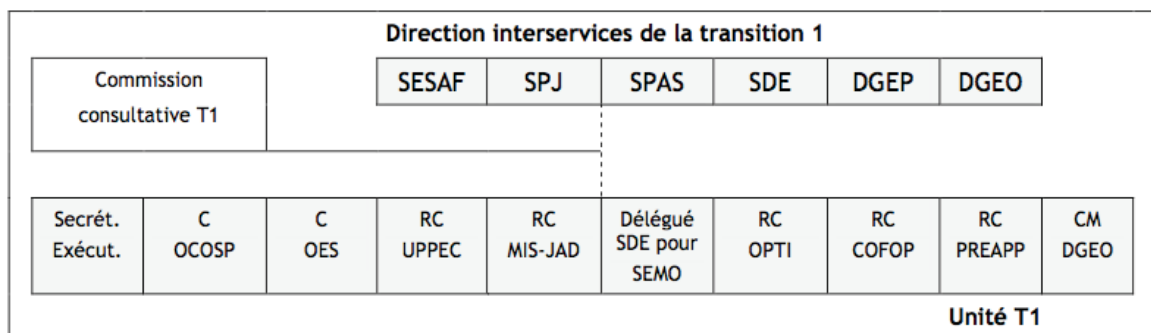 Direction interservices de la transition 1
Commission
consultative T1
SESAF SPJ SPAS SDE DGEP DGEO
Secrét. C C RC RC Délégué RC RC RC CM
Exécut. OCOSP OES UPPEC MIS-JAD SDE pour OPTI COFOP PREAPP DGEO
SEMO
Unité T1